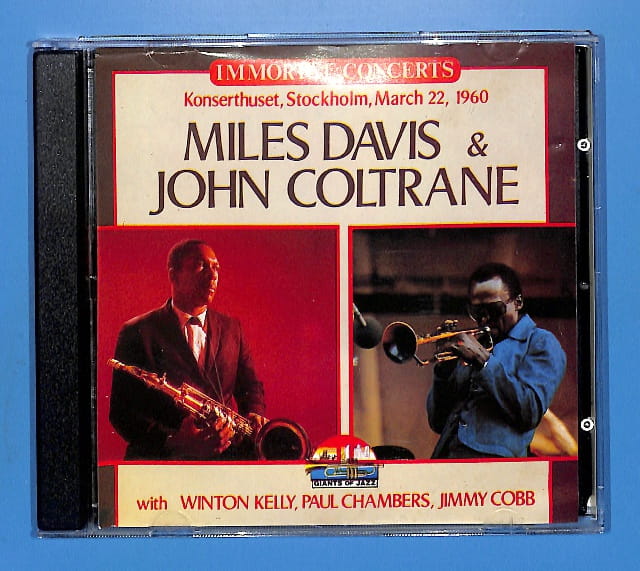 IMMORTAL CONCERTS
Konserthuset, Stockholm, March 22, 1960
MILES DAVIS &
JOHN COLTRANE
GIANTS OF JAZZ
with WINTON KELLY, PAUL CHAMBERS, JIMMY COBB